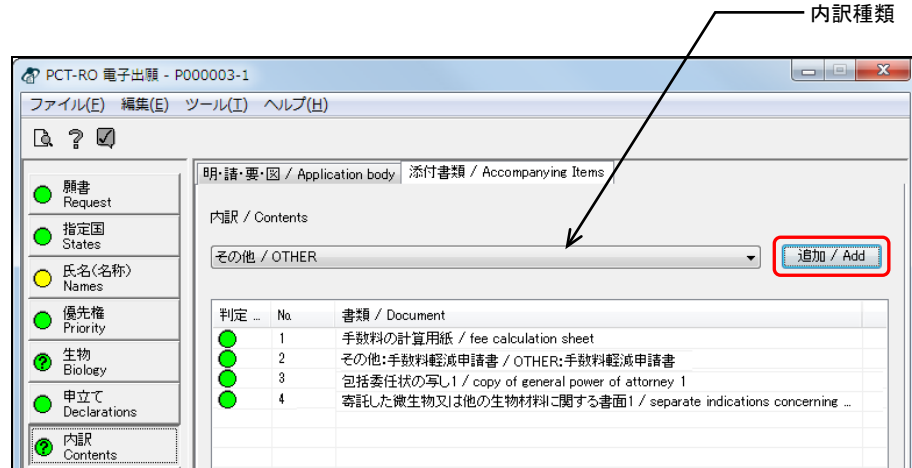 内訳種類
PCT-RO 電子出願 - P000003-1
ファイル(F) 編集(E) ツール(T) ヘルプ(H)
明・請・要・図 / Application body 添付書類 / Accompanying Items
願書
Request
指定国
States
氏名(名称)
Names
優先権
Priority
生物
Biology
申立て
Declarations
内訳
Contents
内訳 / Contents
その他 / OTHER 追加 / Add
判定 ... No. 書類 / Document
1 手数料の計算用紙 / fee calculation sheet
2 その他:手数料軽減申請書 / OTHER:手数料軽減申請書
3 包括委任状の写し1 / copy of general power of attorney 1
4 寄託した微生物又は他の生物材料に関する書面1 / separate indications concerning ...